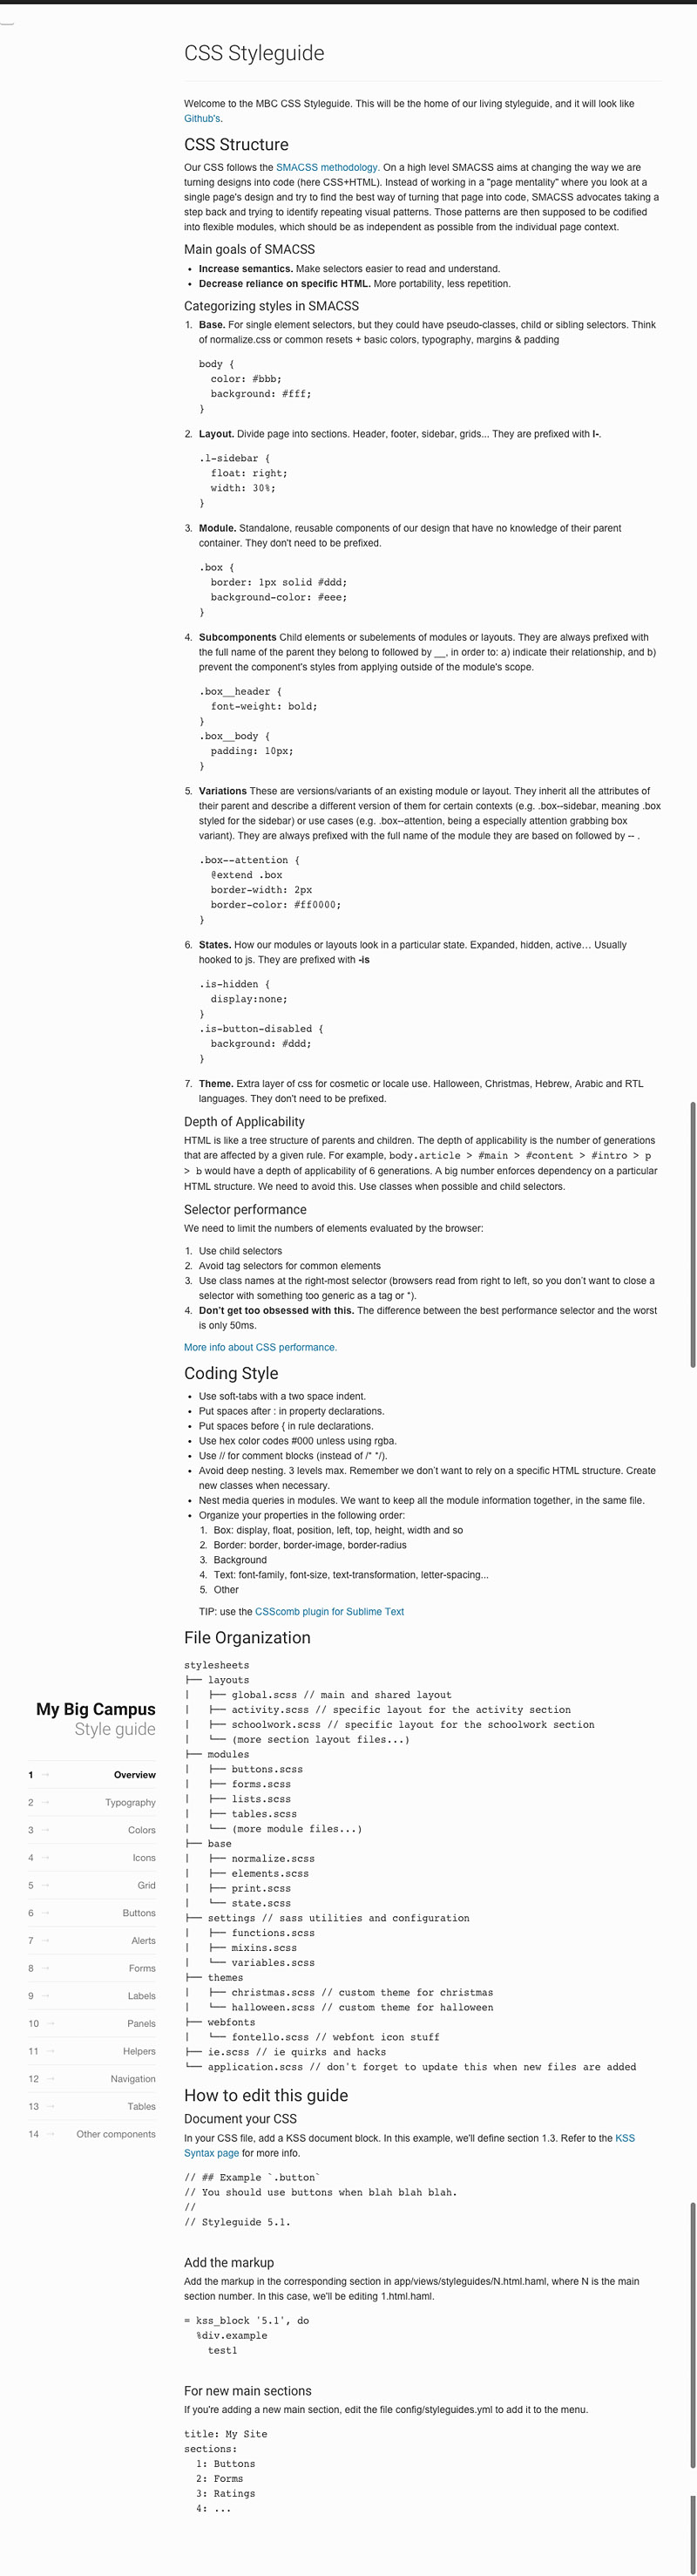 CSS Styleguide
Welcome to the MBC CSS Styleguide. This will be the home of our living styleguide, and it will look like
Github's.
CSS Structure
Our CSS follows the SMACSS methodology. On a high level SMACSS aims at changing the way we are
turning designs into code (here CSS+HTML). Instead of working in a "page mentality" where you look at a
single page's design and try to find the best way of turning that page into code, SMACSS advocates taking a
step back and trying to identify repeating visual patterns. Those patterns are then supposed to be codified
into flexible modules, which should be as independent as possible from the individual page context.
Main goals of SMACSS
• Increase semantics. Make selectors easier to read and understand.
• Decrease reliance on specific HTML. More portability, less repetition.
Categorizing styles in SMACSS
1. Base. For single element selectors, but they could have pseudo-classes, child or sibling selectors. Think
of normalize.css or common resets + basic colors, typography, margins & padding
body {
  color: #bbb;
  background: #fff;
}
2. Layout. Divide page into sections. Header, footer, sidebar, grids... They are prefixed with l-.
.l-sidebar {
  float: right;
  width: 30%;
}
3. Module. Standalone, reusable components of our design that have no knowledge of their parent
container. They don't need to be prefixed.
.box {
  border: 1px solid #ddd;
  background-color: #eee;
}
4. Subcomponents Child elements or subelements of modules or layouts. They are always prefixed with
the full name of the parent they belong to followed by __, in order to: a) indicate their relationship, and b)
prevent the component's styles from applying outside of the module's scope.
.box__header {
  font-weight: bold;
}
.box__body {
  padding: 10px;
}
5. Variations These are versions/variants of an existing module or layout. They inherit all the attributes of
their parent and describe a different version of them for certain contexts (e.g. .box--sidebar, meaning .box
styled for the sidebar) or use cases (e.g. .box--attention, being a especially attention grabbing box
variant). They are always prefixed with the full name of the module they are based on followed by -- .
.box--attention {
  @extend .box
  border-width: 2px
  border-color: #ff0000;
}
6. States. How our modules or layouts look in a particular state. Expanded, hidden, active… Usually
hooked to js. They are prefixed with -is
.is-hidden {
  display:none;
}
.is-button-disabled {
  background: #ddd;
}
7. Theme. Extra layer of css for cosmetic or locale use. Halloween, Christmas, Hebrew, Arabic and RTL
languages. They don't need to be prefixed.
Depth of Applicability
HTML is like a tree structure of parents and children. The depth of applicability is the number of generations
that are affected by a given rule. For example, body.article > #main > #content > #intro > p
> b would have a depth of applicability of 6 generations. A big number enforces dependency on a particular
HTML structure. We need to avoid this. Use classes when possible and child selectors.
Selector performance
We need to limit the numbers of elements evaluated by the browser:
1. Use child selectors
2. Avoid tag selectors for common elements
3. Use class names at the right-most selector (browsers read from right to left, so you don't want to close a
selector with something too generic as a tag or *).
4. Don't get too obsessed with this. The difference between the best performance selector and the worst
is only 50ms.
More info about CSS performance.
Coding Style
• Use soft-tabs with a two space indent.
• Put spaces after : in property declarations.
• Put spaces before { in rule declarations.
• Use hex color codes #000 unless using rgba.
• Use // for comment blocks (instead of /* */).
• Avoid deep nesting. 3 levels max. Remember we don't want to rely on a specific HTML structure. Create
new classes when necessary.
• Nest media queries in modules. We want to keep all the module information together, in the same file.
• Organize your properties in the following order:
1. Box: display, float, position, left, top, height, width and so
2. Border: border, border-image, border-radius
3. Background
4. Text: font-family, font-size, text-transformation, letter-spacing...
5. Other
TIP: use the CSScomb plugin for Sublime Text
File Organization
stylesheets
├── layouts
|   ├── global.scss // main and shared layout
|   ├── activity.scss // specific layout for the activity section
|   ├── schoolwork.scss // specific layout for the schoolwork section
|   └── (more section layout files...)
├── modules
|   ├── buttons.scss
|   ├── forms.scss
|   ├── lists.scss
|   ├── tables.scss
|   └── (more module files...)
├── base
|   ├── normalize.scss
|   ├── elements.scss
|   ├── print.scss
|   └── state.scss
├── settings // sass utilities and configuration
|   ├── functions.scss
|   ├── mixins.scss
|   └── variables.scss
├── themes
|   ├── christmas.scss // custom theme for christmas
|   └── halloween.scss // custom theme for halloween
├── webfonts
|   └── fontello.scss // webfont icon stuff
├── ie.scss // ie quirks and hacks
└── application.scss // don't forget to update this when new files are added
My Big Campus
Style guide
1 → Overview
2 → Typography
3 → Colors
4 → Icons
5 → Grid
6 → Buttons
7 → Alerts
8 → Forms
9 → Labels
10 → Panels
11 → Helpers
12 → Navigation
13 → Tables
14 → Other components
How to edit this guide
Document your CSS
In your CSS file, add a KSS document block. In this example, we'll define section 1.3. Refer to the KSS
Syntax page for more info.
// ## Example `.button`
// You should use buttons when blah blah blah.
//
// Styleguide 5.1.
Add the markup
Add the markup in the corresponding section in app/views/styleguides/N.html.haml, where N is the main
section number. In this case, we'll be editing 1.html.haml.
= kss_block '5.1', do
  %div.example
    test1
For new main sections
If you're adding a new main section, edit the file config/styleguides.yml to add it to the menu.
title: My Site
sections:
  1: Buttons
  2: Forms
  3: Ratings
  4: ...